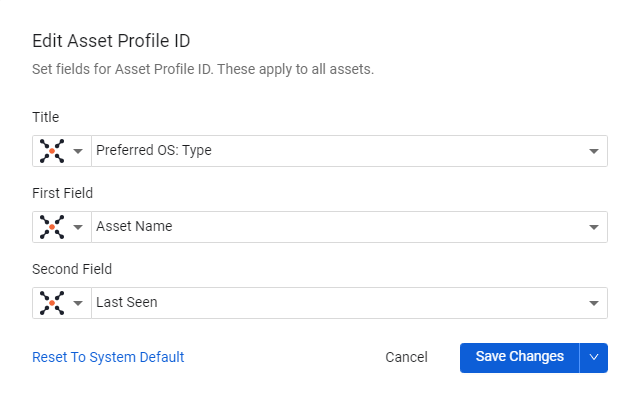 Edit Asset Profile ID
Set fields for Asset Profile ID. These apply to all assets.
Title
Preferred OS: Type
First Field
Asset Name
Second Field
Last Seen
Reset To System Default
Cancel
Save Changes